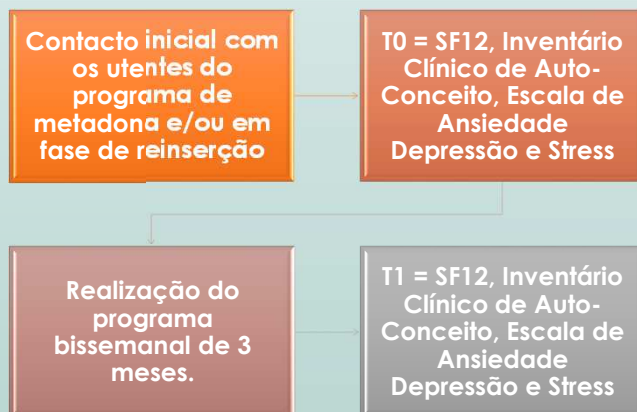 Contacto inicial com
os utentes do
programa de
metadona e/ou em
fase de reinserção
T0 = SF12, Inventário
Clínico de Auto-
Conceito, Escala de
Ansiedade
Depressão e Stress
Realização do
programa
bissemanal de 3
meses.
T1 = SF12, Inventário
Clínico de Auto-
Conceito, Escala de
Ansiedade
Depressão e Stress